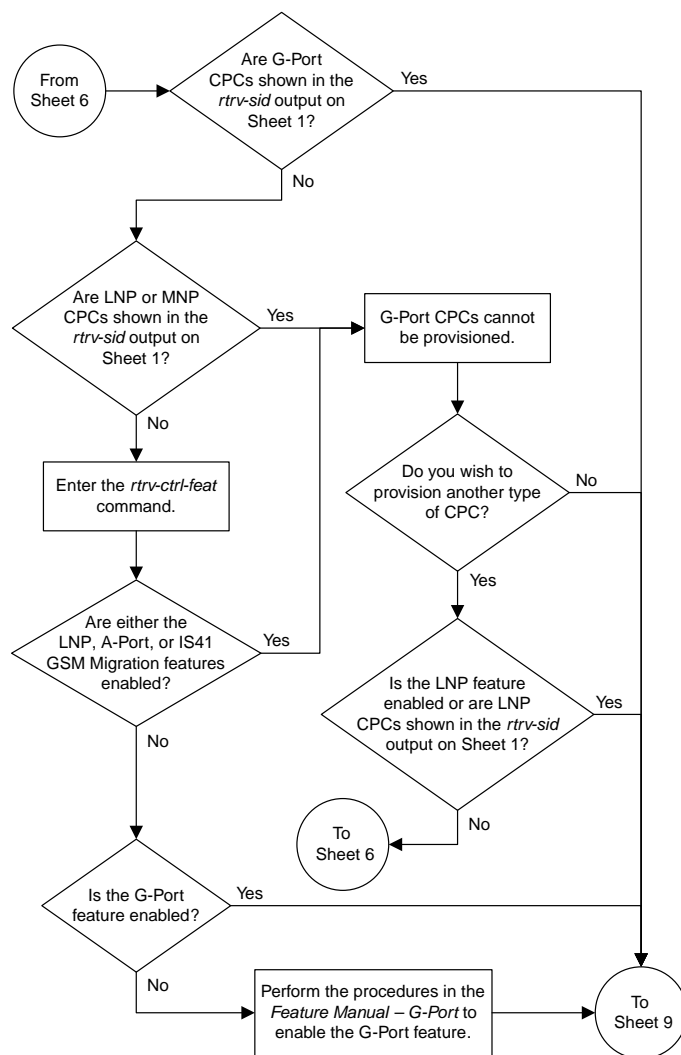 From
Sheet 6
Are G-Port
CPCs shown in the
rtrv-sid output on
Sheet 1?
Yes
No
Are LNP or MNP
CPCs shown in the
rtrv-sid output on
Sheet 1?
Yes
No
G-Port CPCs cannot
be provisioned.
Enter the rtrv-ctrl-feat
command.
Do you wish to
provision another type
of CPC?
No
Yes
Are either the
LNP, A-Port, or IS41
GSM Migration features
enabled?
Yes
No
Is the LNP feature
enabled or are LNP
CPCs shown in the rtrv-sid
output on Sheet 1?
Yes
No
To
Sheet 6
Is the G-Port
feature enabled?
Yes
No
Perform the procedures in the
Feature Manual – G-Port to
enable the G-Port feature.
To
Sheet 9